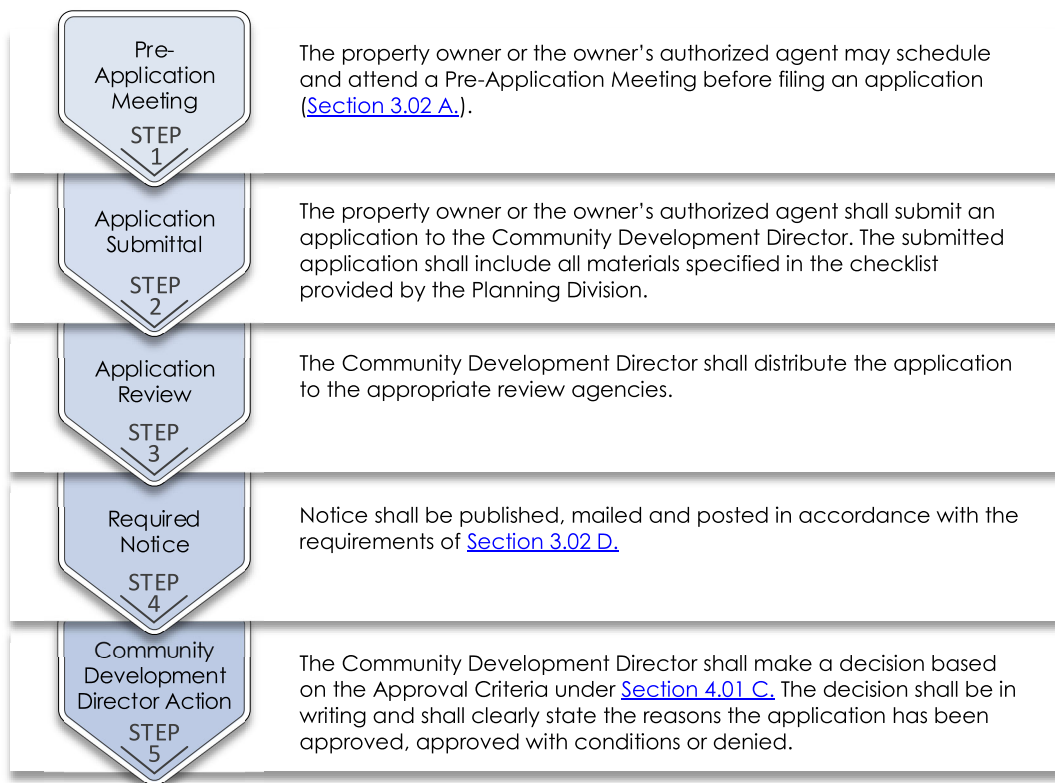 Pre-
Application
Meeting
STEP
1
The property owner or the owner’s authorized agent may schedule
and attend a Pre-Application Meeting before filing an application
(Section 3.02 A.).
Application
Submittal
STEP
2
The property owner or the owner’s authorized agent shall submit an
application to the Community Development Director. The submitted
application shall include all materials specified in the checklist
provided by the Planning Division.
Application
Review
STEP
3
The Community Development Director shall distribute the application
to the appropriate review agencies.
Required
Notice
STEP
4
Notice shall be published, mailed and posted in accordance with the
requirements of Section 3.02 D.
Community
Development
Director Action
STEP
5
The Community Development Director shall make a decision based
on the Approval Criteria under Section 4.01 C. The decision shall be in
writing and shall clearly state the reasons the application has been
approved, approved with conditions or denied.